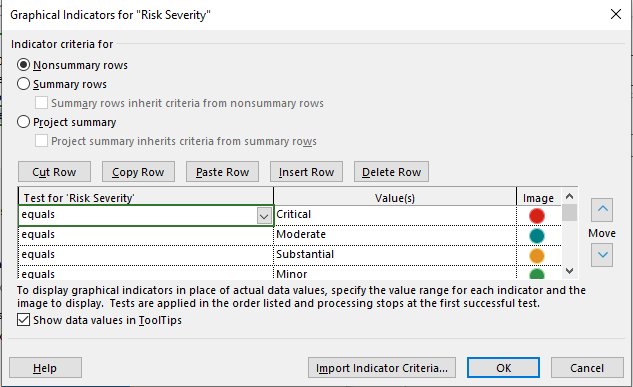 Graphical Indicators for "Risk Severity"
Indicator criteria for
Nonsummary rows
Summary rows
Summary rows inherit criteria from nonsummary rows
Project summary
Project summary inherits criteria from summary rows
Cut Row Copy Row Paste Row Insert Row Delete Row
Test for 'Risk Severity' Value(s) Image
equals Critical
equals Moderate
equals Substantial
equals Minor
Move
To display graphical indicators in place of actual data values, specify the value range for each indicator and the
image to display. Tests are applied in the order listed and processing stops at the first successful test.
Show data values in ToolTips
Help Import Indicator Criteria... OK Cancel